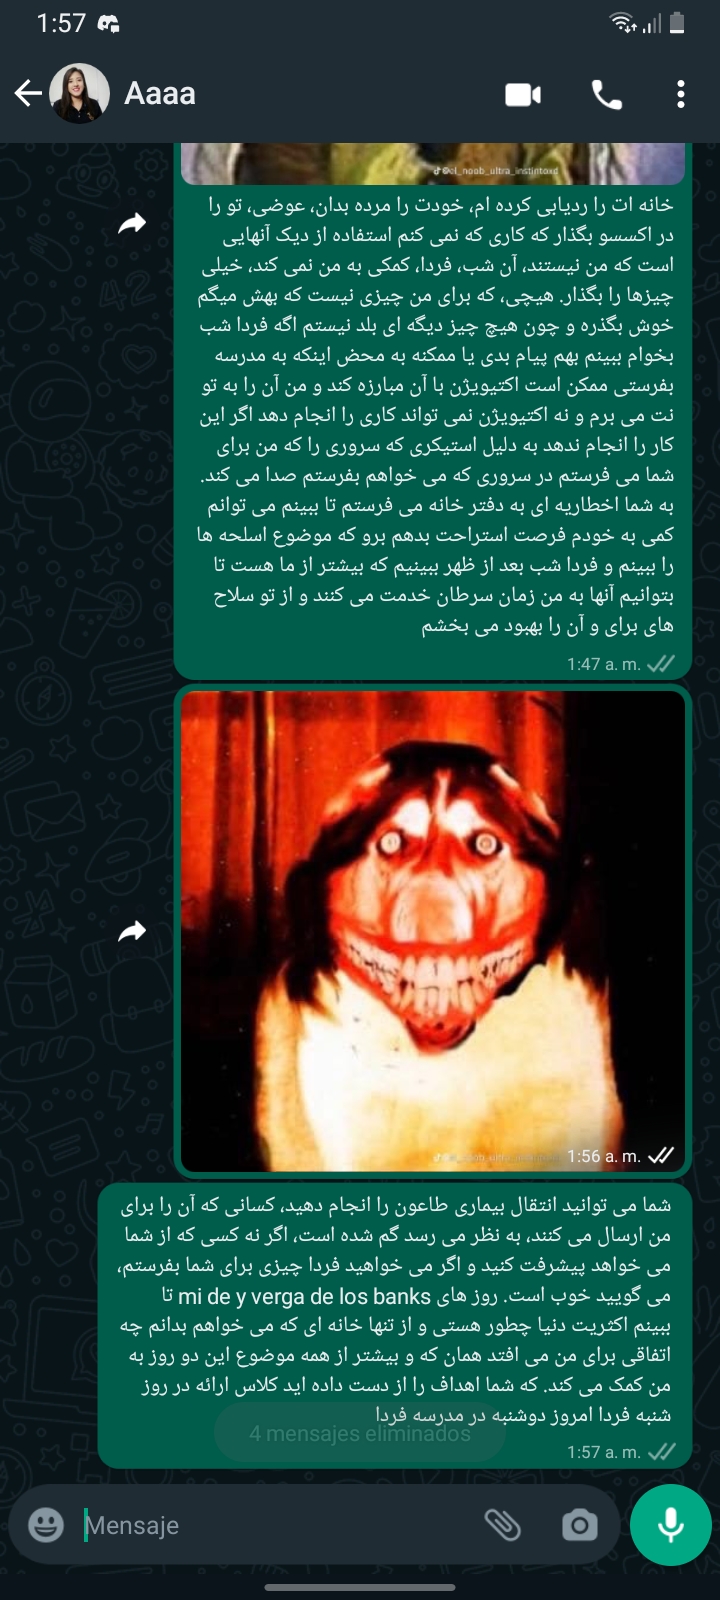 1:57
Aaaa
@el_noob_ultra_instintoxd
خانه ات را ردیابی کرده ام، خودت را مرده بدان، عوضی، تو را
در اکسسو بگذار که کاری که نمی کنم استفاده از دیک آنهایی
است که من نیستند، آن شب، فردا، کمکی به من نمی کند، خیلی
چیزها را بگذار. هیچی، که برای من چیزی نیست که بهش میگم
خوش بگذره و چون هیچ چیز دیگه ای بلد نیستم اگه فردا شب
بخوام ببینم بهم پیام بدی یا ممکنه به محض اینکه به مدرسه
بفرستی ممکن است اکتیویژن با آن مبارزه کند و من آن را به تو
نت می برم و نه اکتیویژن نمی تواند کاری را انجام دهد اگر این
کار را انجام ندهد به دلیل استیکری که سروری را که من برای
شما می فرستم در سروری که می خواهم بفرستم صدا می کند.
به شما اخطاریه ای به دفتر خانه می فرستم تا ببینم می توانم
کمی به خودم فرصت استراحت بدهم برو که موضوع اسلحه ها
را ببینم و فردا شب بعد از ظهر ببینیم که بیشتر از ما هست تا
بتوانیم آنها به من زمان سرطان خدمت می کنند و از تو سلاح
های برای و آن را بهبود می بخشم
1:47 a. m.
1:56 a. m.
شما می توانید انتقال بیماری طاعون را انجام دهید، کسانی که آن را برای
من ارسال می کنند، به نظر می رسد گم شده است، اگر نه کسی که از شما
می خواهد پیشرفت کنید و اگر می خواهید فردا چیزی برای شما بفرستم،
می گویید خوب است. روز های mi de y verga de los banks تا
ببینم اکثریت دنیا چطور هستی و از تنها خانه ای که می خواهم بدانم چه
اتفاقی برای من می افتد همان که و بیشتر از همه موضوع این دو روز به
من کمک می کند. که شما اهداف را از دست داده اید کلاس ارائه در روز
شنبه فردا امروز دوشنبه در مدرسه فردا
4 mensajes eliminados
1:57 a. m.
Mensaje